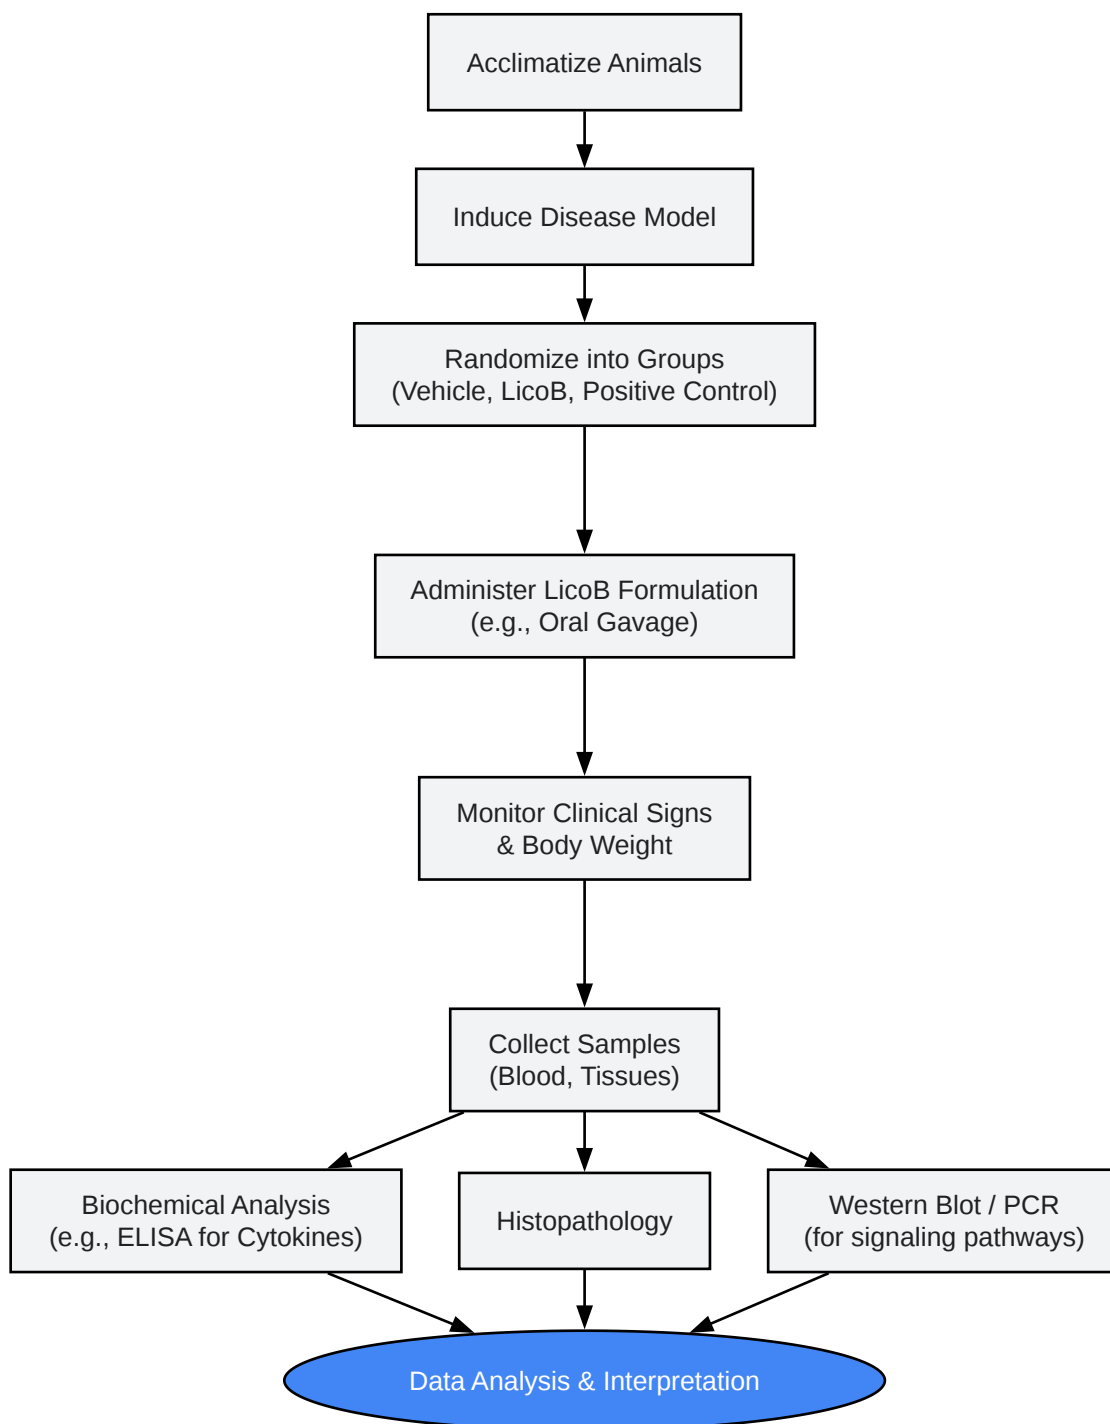 Acclimatize Animals
Induce Disease Model
Randomize into Groups
(Vehicle, LicoB, Positive Control)
Administer LicoB Formulation
(e.g., Oral Gavage)
Monitor Clinical Signs
& Body Weight
Collect Samples
(Blood, Tissues)
Biochemical Analysis
(e.g., ELISA for Cytokines)
Histopathology
Western Blot / PCR
(for signaling pathways)
Data Analysis & Interpretation